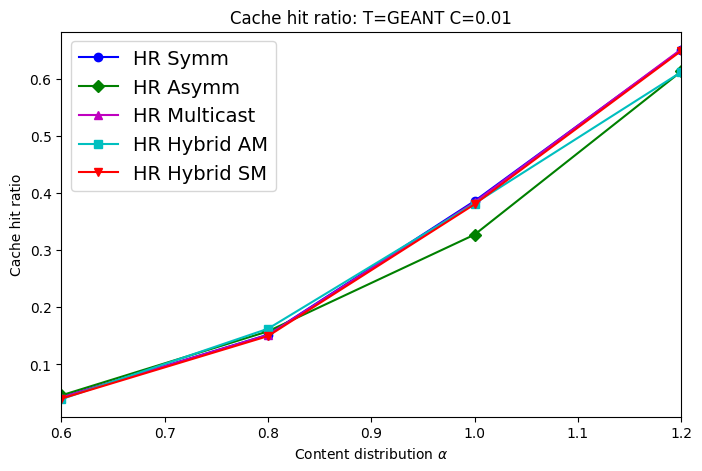 Cache hit ratio: T=GEANT C=0.01
HR Symm
HR Asymm
HR Multicast
HR Hybrid AM
HR Hybrid SM
Cache hit ratio
0.6
0.5
0.4
0.3
0.2
0.1
0.6 0.7 0.8 0.9 1.0 1.1 1.2
Content distribution α